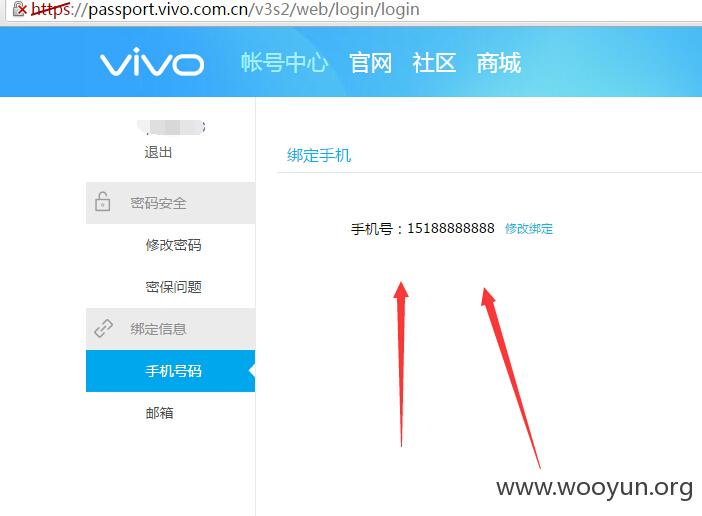 https://passport.vivo.com.cn/v3s2/web/login/login
vivo 帐号中心 官网 社区 商城
退出
绑定手机
密码安全
手机号：15188888888 修改绑定
修改密码
密保问题
绑定信息
手机号码
邮箱
www.wooyun.org